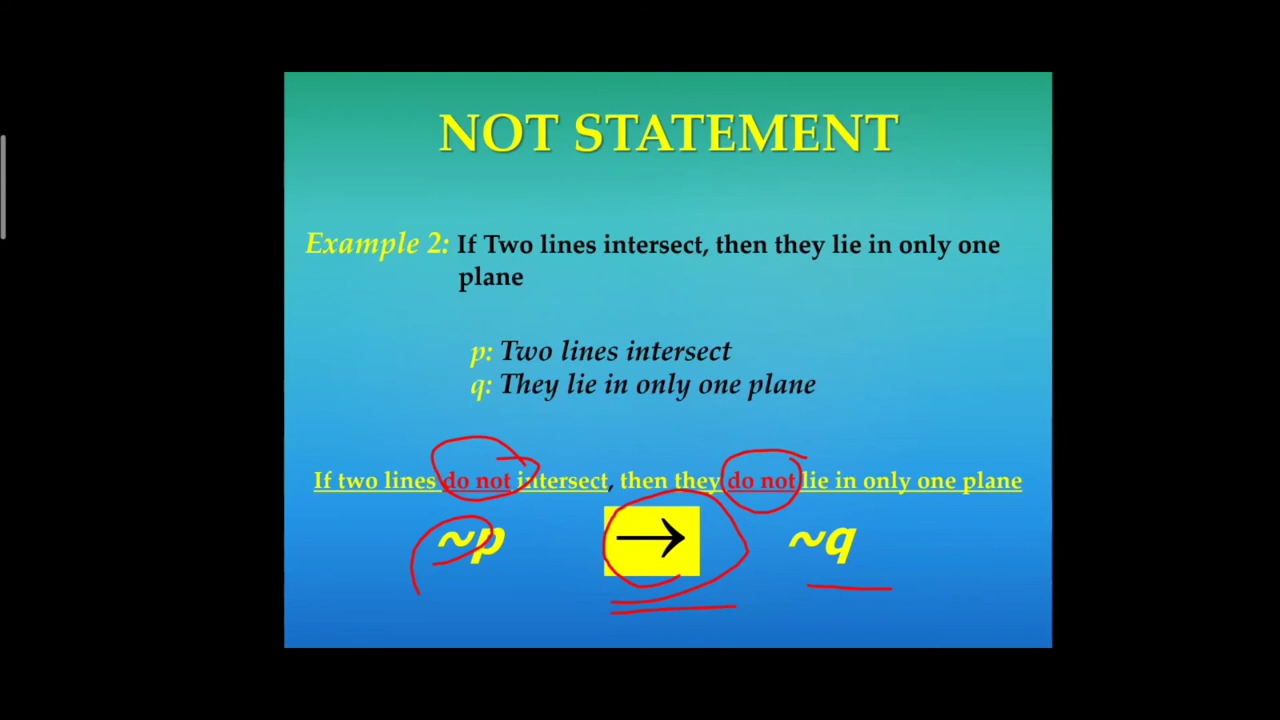 NOT STATEMENT
Example 2: If Two lines intersect, then they lie in only one
plane
p: Two lines intersect
q: They lie in only one plane
If two lines do not intersect, then they do not lie in only one plane
~p → ~q